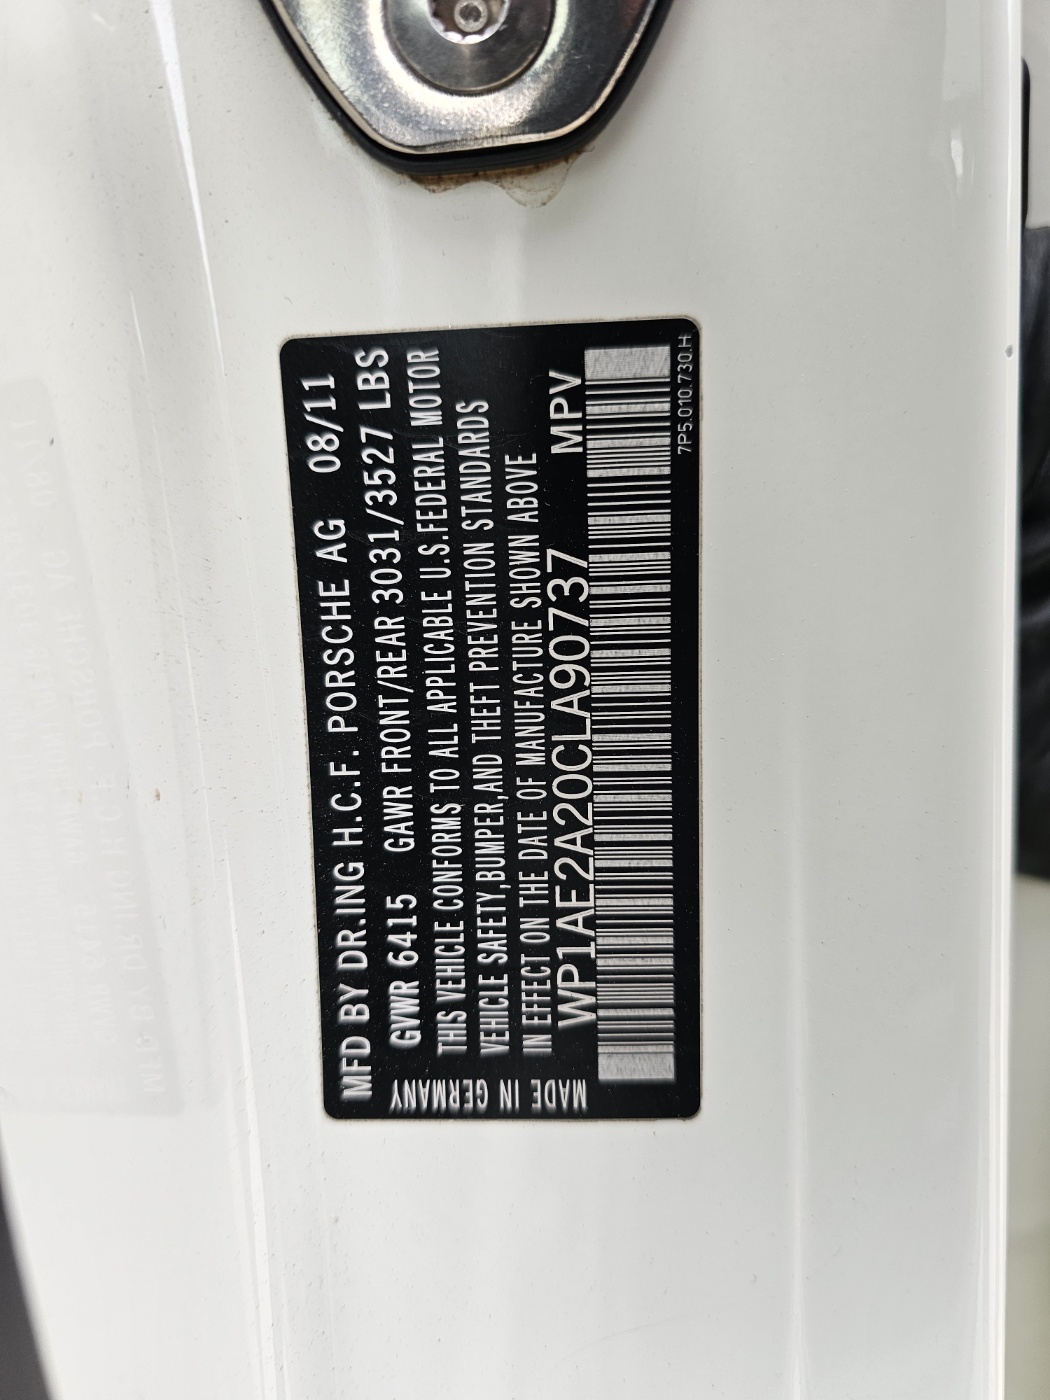 MFD BY DR.ING H.C.F. PORSCHE AG 08/11
GVWR 6415 GAWR FRONT/REAR 3031/3527 LBS
THIS VEHICLE CONFORMS TO ALL APPLICABLE U.S.FEDERAL MOTOR
VEHICLE SAFETY,BUMPER,AND THEFT PREVENTION STANDARDS
IN EFFECT ON THE DATE OF MANUFACTURE SHOWN ABOVE
WP1AE2A20CLA90737 MPV
MADE IN GERMANY
7P5.010.730.H